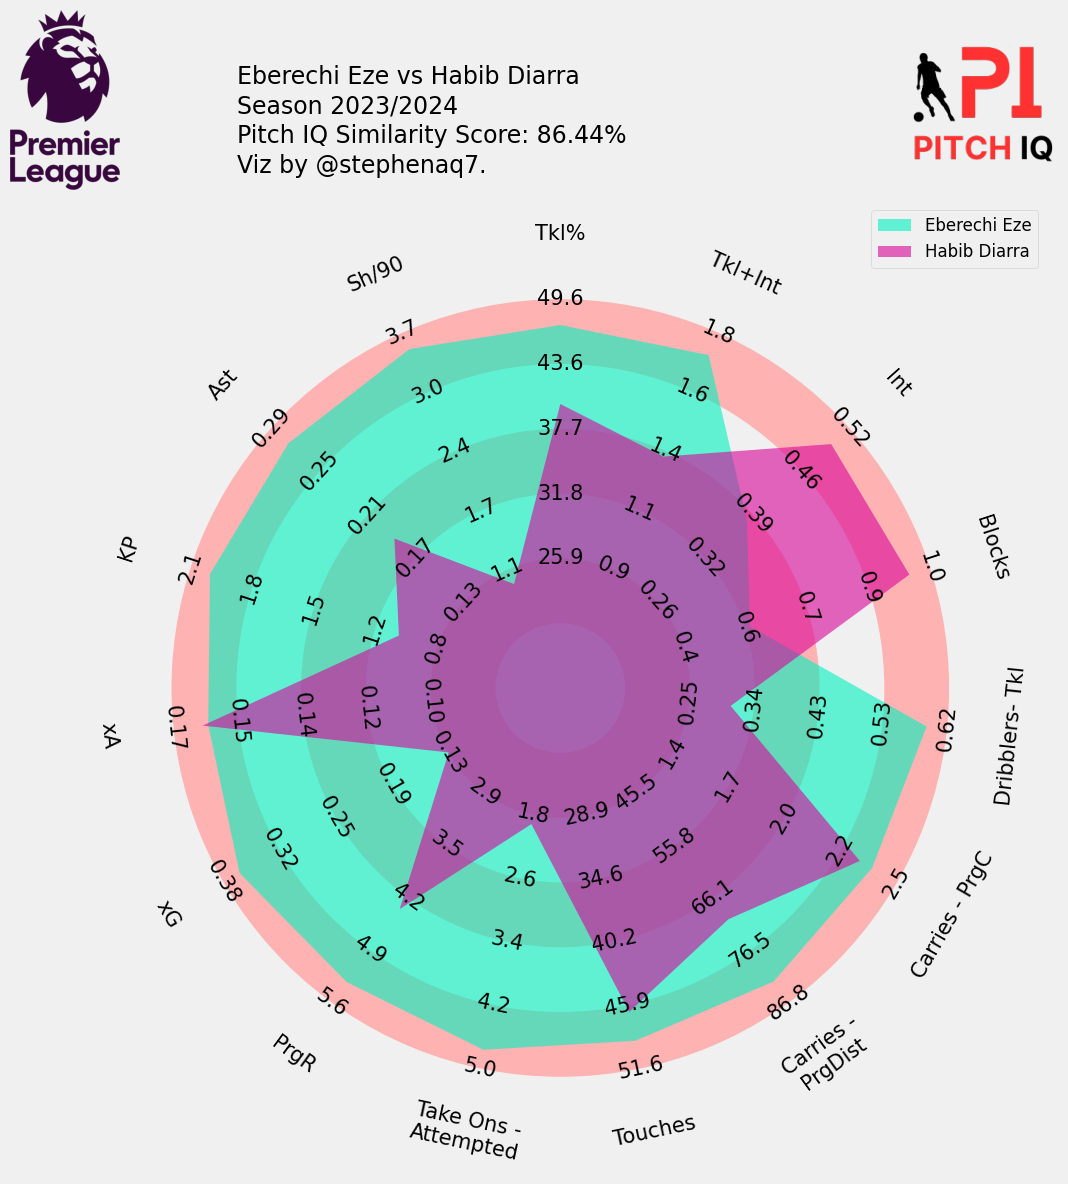 Premier
League
Eberechi Eze vs Habib Diarra
Season 2023/2024
Pitch IQ Similarity Score: 86.44%
Viz by @stephenaq7.
PI
PITCH IQ
Eberechi Eze
Habib Diarra
Tkl%
49.6
43.6
37.7
31.8
25.9
Tkl+Int
1.8
1.6
1.4
1.1
0.9
Int
0.52
0.46
0.39
0.32
0.26
Blocks
1.0
0.9
0.7
0.6
0.4
Dribblers- Tkl
0.62
0.53
0.43
0.34
0.25
Carries - PrgC
2.5
2.2
2.0
1.7
1.4
Carries -
PrgDist
86.8
76.5
66.1
55.8
45.5
Touches
51.6
45.9
40.2
34.6
28.9
Take Ons -
Attempted
5.0
4.2
3.4
2.6
1.8
PrgR
5.6
4.9
4.2
3.5
2.9
xG
0.38
0.32
0.25
0.19
0.13
xA
0.17
0.15
0.14
0.12
0.10
KP
2.1
1.8
1.5
1.2
0.8
Ast
0.29
0.25
0.21
0.17
0.13
Sh/90
3.7
3.0
2.4
1.7
1.1